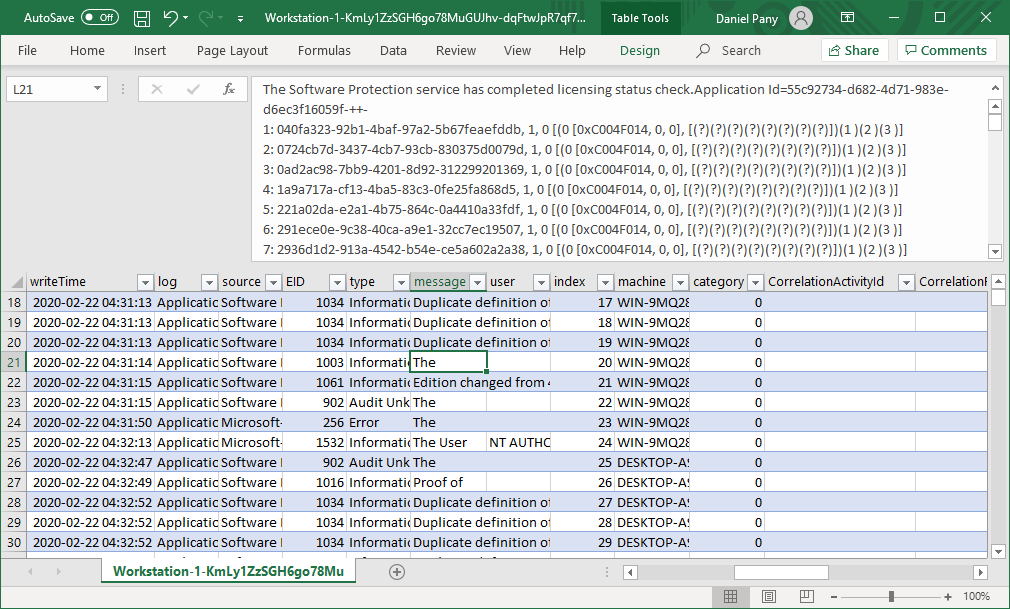 AutoSave Off Workstation-1-KmLy1ZzSGH6go78MuGUJhv-dqFtwJpR7qf7... Table Tools Daniel Pany
File Home Insert Page Layout Formulas Data Review View Help Design Search Share Comments
L21 fx The Software Protection service has completed licensing status check.Application Id=55c92734-d682-4d71-983e-
d6ec3f16059f-++-
1: 040fa323-92b1-4baf-97a2-5b67feaefddb, 1, 0 [(0 [0xC004F014, 0, 0], [(?)(?)(?)(?)(?)(?)(?)(?)])(1 )(2 )(3 )]
2: 0724cb7d-3437-4cb7-93cb-830375d0079d, 1, 0 [(0 [0xC004F014, 0, 0], [(?)(?)(?)(?)(?)(?)(?)(?)])(1 )(2 )(3 )]
3: 0ad2ac98-7bb9-4201-8d92-312299201369, 1, 0 [(0 [0xC004F014, 0, 0], [(?)(?)(?)(?)(?)(?)(?)(?)])(1 )(2 )(3 )]
4: 1a9a717a-cf13-4ba5-83c3-0fe25fa868d5, 1, 0 [(0 [0xC004F014, 0, 0], [(?)(?)(?)(?)(?)(?)(?)(?)])(1 )(2 )(3 )]
5: 221a02da-e2a1-4b75-864c-0a4410a33fdf, 1, 0 [(0 [0xC004F014, 0, 0], [(?)(?)(?)(?)(?)(?)(?)(?)])(1 )(2 )(3 )]
6: 291ece0e-9c38-40ca-a9e1-32cc7ec19507, 1, 0 [(0 [0xC004F014, 0, 0], [(?)(?)(?)(?)(?)(?)(?)(?)])(1 )(2 )(3 )]
7: 2936d1d2-913a-4542-b54e-ce5a602a2a38, 1, 0 [(0 [0xC004F014, 0, 0], [(?)(?)(?)(?)(?)(?)(?)(?)])(1 )(2 )(3 )]
writeTime log source EID type message user index machine category CorrelationActivityId CorrelationR
18 2020-02-22 04:31:13 Applicatic Software 1034 Informatic Duplicate definition of 17 WIN-9MQ28 0
19 2020-02-22 04:31:13 Applicatic Software 1034 Informatic Duplicate definition of 18 WIN-9MQ28 0
20 2020-02-22 04:31:13 Applicatic Software 1034 Informatic Duplicate definition of 19 WIN-9MQ28 0
21 2020-02-22 04:31:14 Applicatic Software 1003 Informatic The 20 WIN-9MQ28 0
22 2020-02-22 04:31:15 Applicatic Software 1061 Informatic Edition changed from 4 21 WIN-9MQ28 0
23 2020-02-22 04:31:15 Applicatic Software 902 Audit Unk The 22 WIN-9MQ28 0
24 2020-02-22 04:31:50 Applicatic Microsoft- 256 Error The 23 WIN-9MQ28 0
25 2020-02-22 04:32:13 Applicatic Microsoft- 1532 Informatic The User NT AUTHC 24 WIN-9MQ28 0
26 2020-02-22 04:32:47 Applicatic Software 902 Audit Unk The 25 DESKTOP-AS 0
27 2020-02-22 04:32:49 Applicatic Software 1016 Informatic Proof of 26 DESKTOP-AS 0
28 2020-02-22 04:32:52 Applicatic Software 1034 Informatic Duplicate definition of 27 DESKTOP-AS 0
29 2020-02-22 04:32:52 Applicatic Software 1034 Informatic Duplicate definition of 28 DESKTOP-AS 0
30 2020-02-22 04:32:52 Applicatic Software 1034 Informatic Duplicate definition of 29 DESKTOP-AS 0
Workstation-1-KmLy1ZzSGH6go78Mu
100%